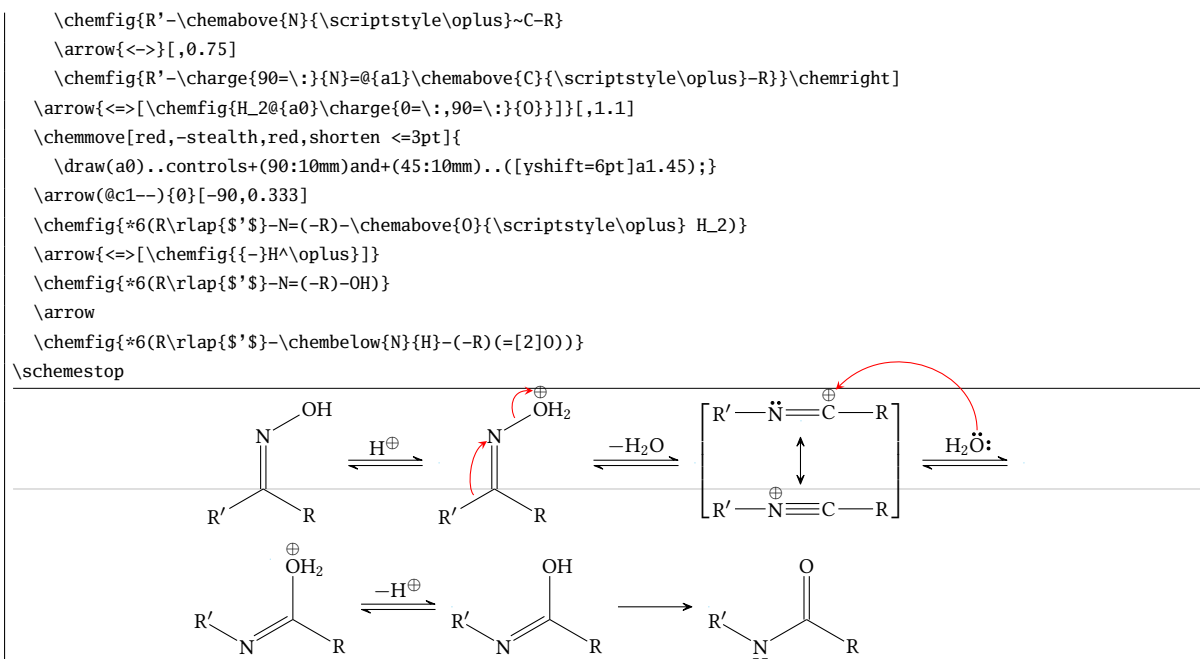 \chemfig{R’-\chemabove{N}{\scriptstyle\oplus}~C-R}
\arrow{<->}[,0.75]
\chemfig{R’-\charge{90=\:}{N}=@{a1}\chemabove{C}{\scriptstyle\oplus}-R}}\chemright]
\arrow{<=>[\chemfig{H_2@{a0}\charge{0=\:,90=\:}{O}}]}[,1.1]
\chemmove[red,-stealth,red,shorten <=3pt]{
\draw(a0)..controls+(90:10mm)and+(45:10mm)..([yshift=6pt]a1.45);}
\arrow(@c1--){0}[-90,0.333]
\chemfig{*6(R\rlap{$’$}-N=(-R)-\chemabove{O}{\scriptstyle\oplus} H_2)}
\arrow{<=>[\chemfig{{-}H^\oplus}]}
\chemfig{*6(R\rlap{$’$}-N=(-R)-OH)}
\arrow
\chemfig{*6(R\rlap{$’$}-\chembelow{N}{H}-(-R)(=[2]O))}
\schemestop
OH N R′ R H⊕ ⊕ OH₂ N R′ R −H₂O [ R′ N̈ ⊕ C R R′ ⊕ N C R ] H₂Ö:
⊕ OH₂ R′ N R −H⊕ OH R′ N R O R′ N R